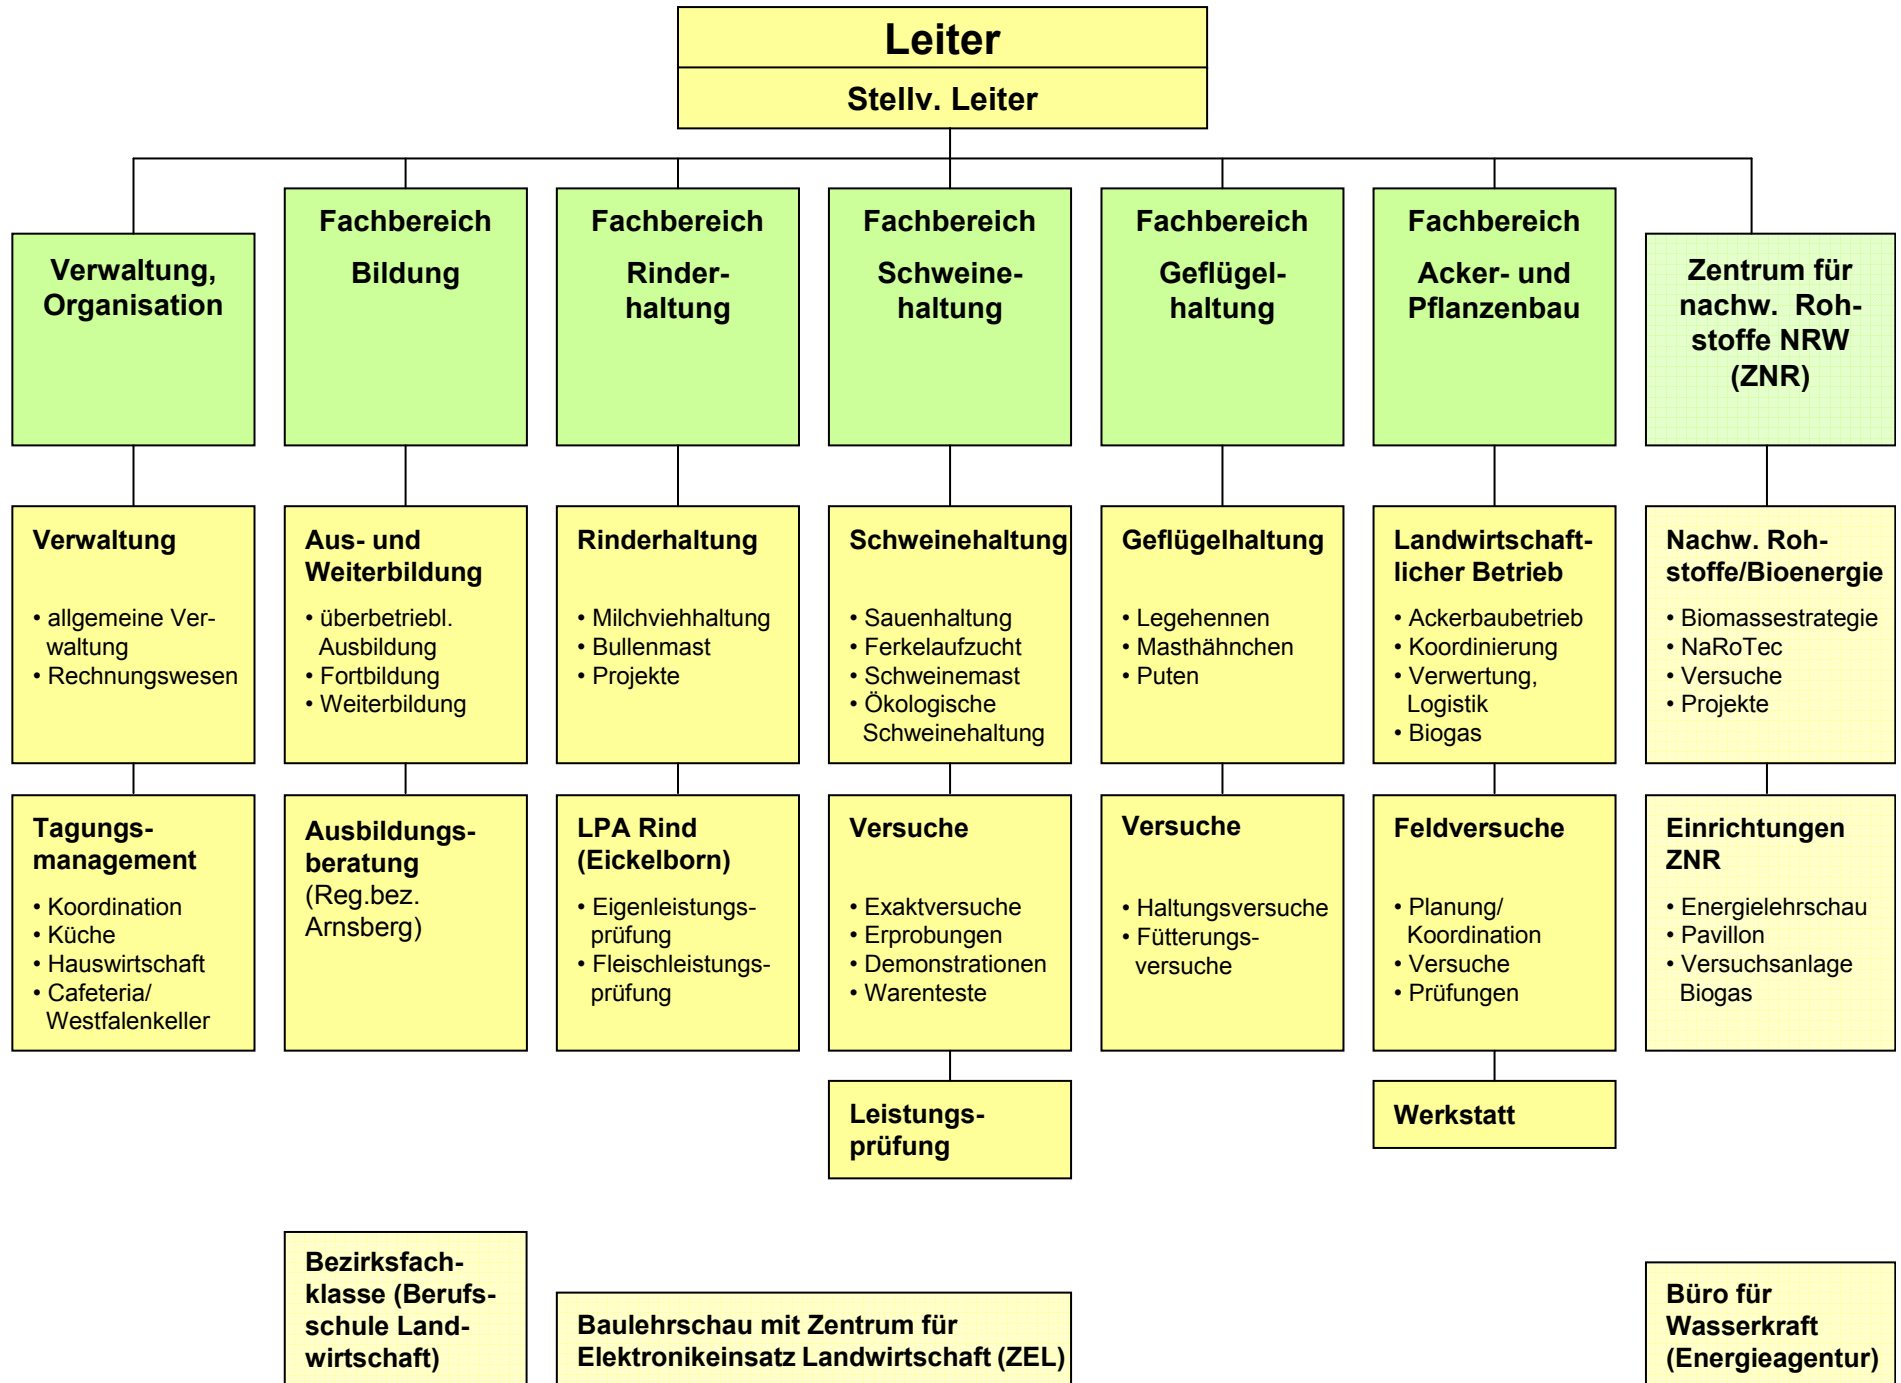 Leiter
Stellv. Leiter
Verwaltung,
Organisation
Fachbereich
Bildung
Fachbereich
Rinder-
haltung
Fachbereich
Schweine-
haltung
Fachbereich
Geflügel-
haltung
Fachbereich
Acker- und
Pflanzenbau
Zentrum für
nachw. Roh-
stoffe NRW
(ZNR)
Verwaltung
• allgemeine Ver-
waltung
• Rechnungswesen
Aus- und
Weiterbildung
• überbetriebl.
Ausbildung
• Fortbildung
• Weiterbildung
Rinderhaltung
• Milchviehhaltung
• Bullenmast
• Projekte
Schweinehaltung
• Sauenhaltung
• Ferkelaufzucht
• Schweinemast
• Ökologische
Schweinehaltung
Geflügelhaltung
• Legehennen
• Masthähnchen
• Puten
Landwirtschaft-
licher Betrieb
• Ackerbaubetrieb
• Koordinierung
• Verwertung,
Logistik
• Biogas
Nachw. Roh-
stoffe/Bioenergie
• Biomassestrategie
• NaRoTec
• Versuche
• Projekte
Tagungs-
management
• Koordination
• Küche
• Hauswirtschaft
• Cafeteria/
Westfalenkeller
Ausbildungs-
beratung
(Reg.bez.
Arnsberg)
LPA Rind
(Eickelborn)
• Eigenleistungs-
prüfung
• Fleischleistungs-
prüfung
Versuche
• Exaktversuche
• Erprobungen
• Demonstrationen
• Warenteste
Versuche
• Haltungsversuche
• Fütterungs-
versuche
Feldversuche
• Planung/
Koordination
• Versuche
• Prüfungen
Einrichtungen
ZNR
• Energielehrschau
• Pavillon
• Versuchsanlage
Biogas
Leistungs-
prüfung
Werkstatt
Bezirksfach-
klasse (Berufs-
schule Land-
wirtschaft)
Baulehrschau mit Zentrum für
Elektronikeinsatz Landwirtschaft (ZEL)
Büro für
Wasserkraft
(Energieagentur)